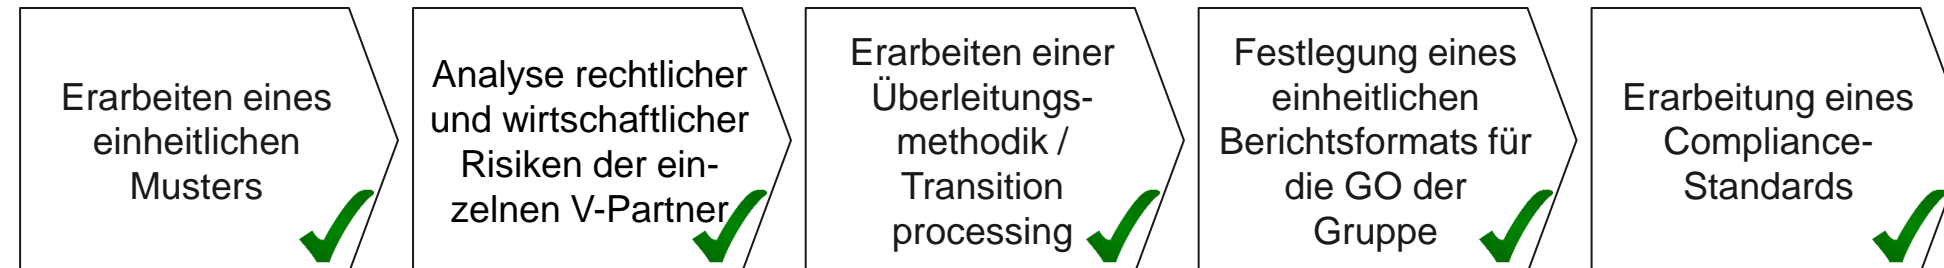 Erarbeiten eines
einheitlichen
Musters
Analyse rechtlicher
und wirtschaftlicher
Risiken der ein-
zelnen V-Partner
Erarbeiten einer
Überleitungs-
methodik /
Transition
processing
Festlegung eines
einheitlichen
Berichtsformats für
die GO der
Gruppe
Erarbeitung eines
Compliance-
Standards